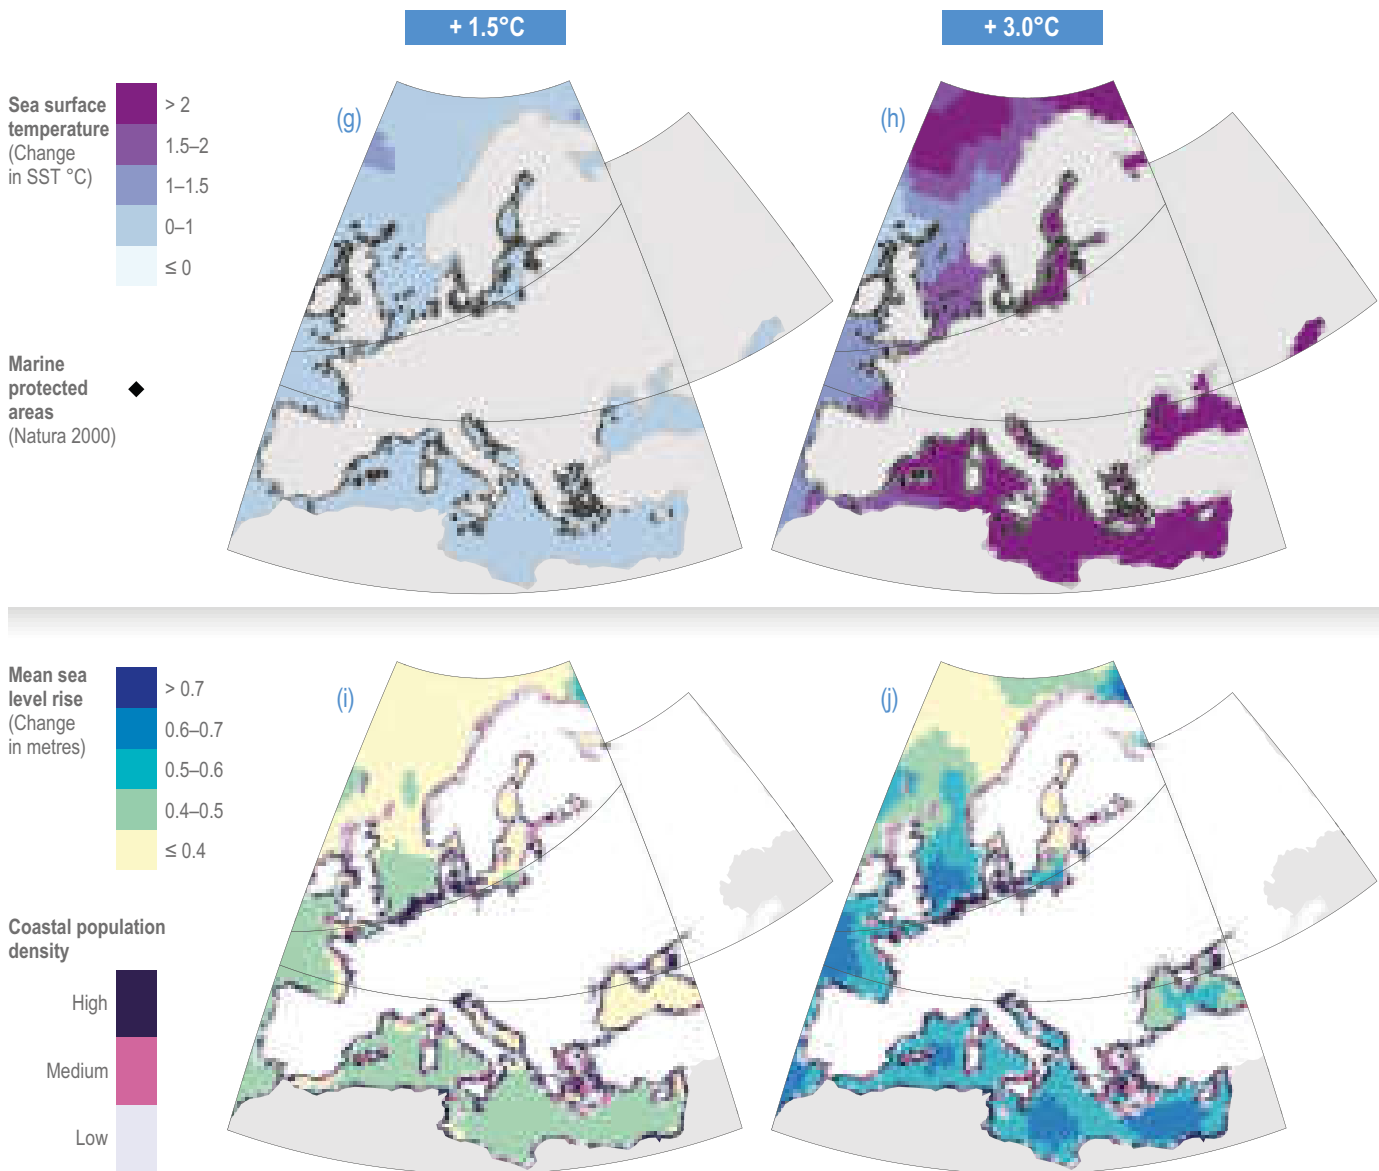 + 1.5°C
+ 3.0°C
Sea surface
temperature
(Change
in SST °C)
> 2
1.5–2
1–1.5
0–1
≤ 0
(g)
(h)
Marine
protected
areas
(Natura 2000)
Mean sea
level rise
(Change
in metres)
> 0.7
0.6–0.7
0.5–0.6
0.4–0.5
≤ 0.4
(i)
(j)
Coastal population
density
High
Medium
Low